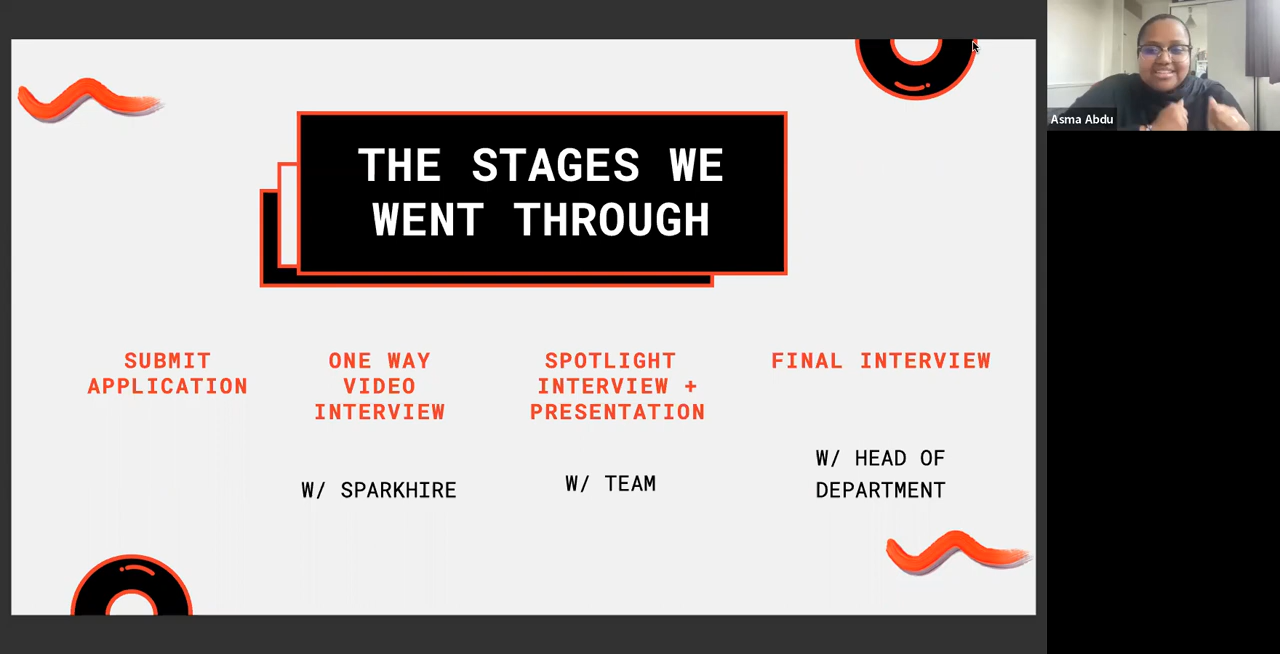 THE STAGES WE
WENT THROUGH
SUBMIT
APPLICATION
ONE WAY
VIDEO
INTERVIEW
W/ SPARKHIRE
SPOTLIGHT
INTERVIEW +
PRESENTATION
W/ TEAM
FINAL INTERVIEW
W/ HEAD OF
DEPARTMENT
Asma Abdu